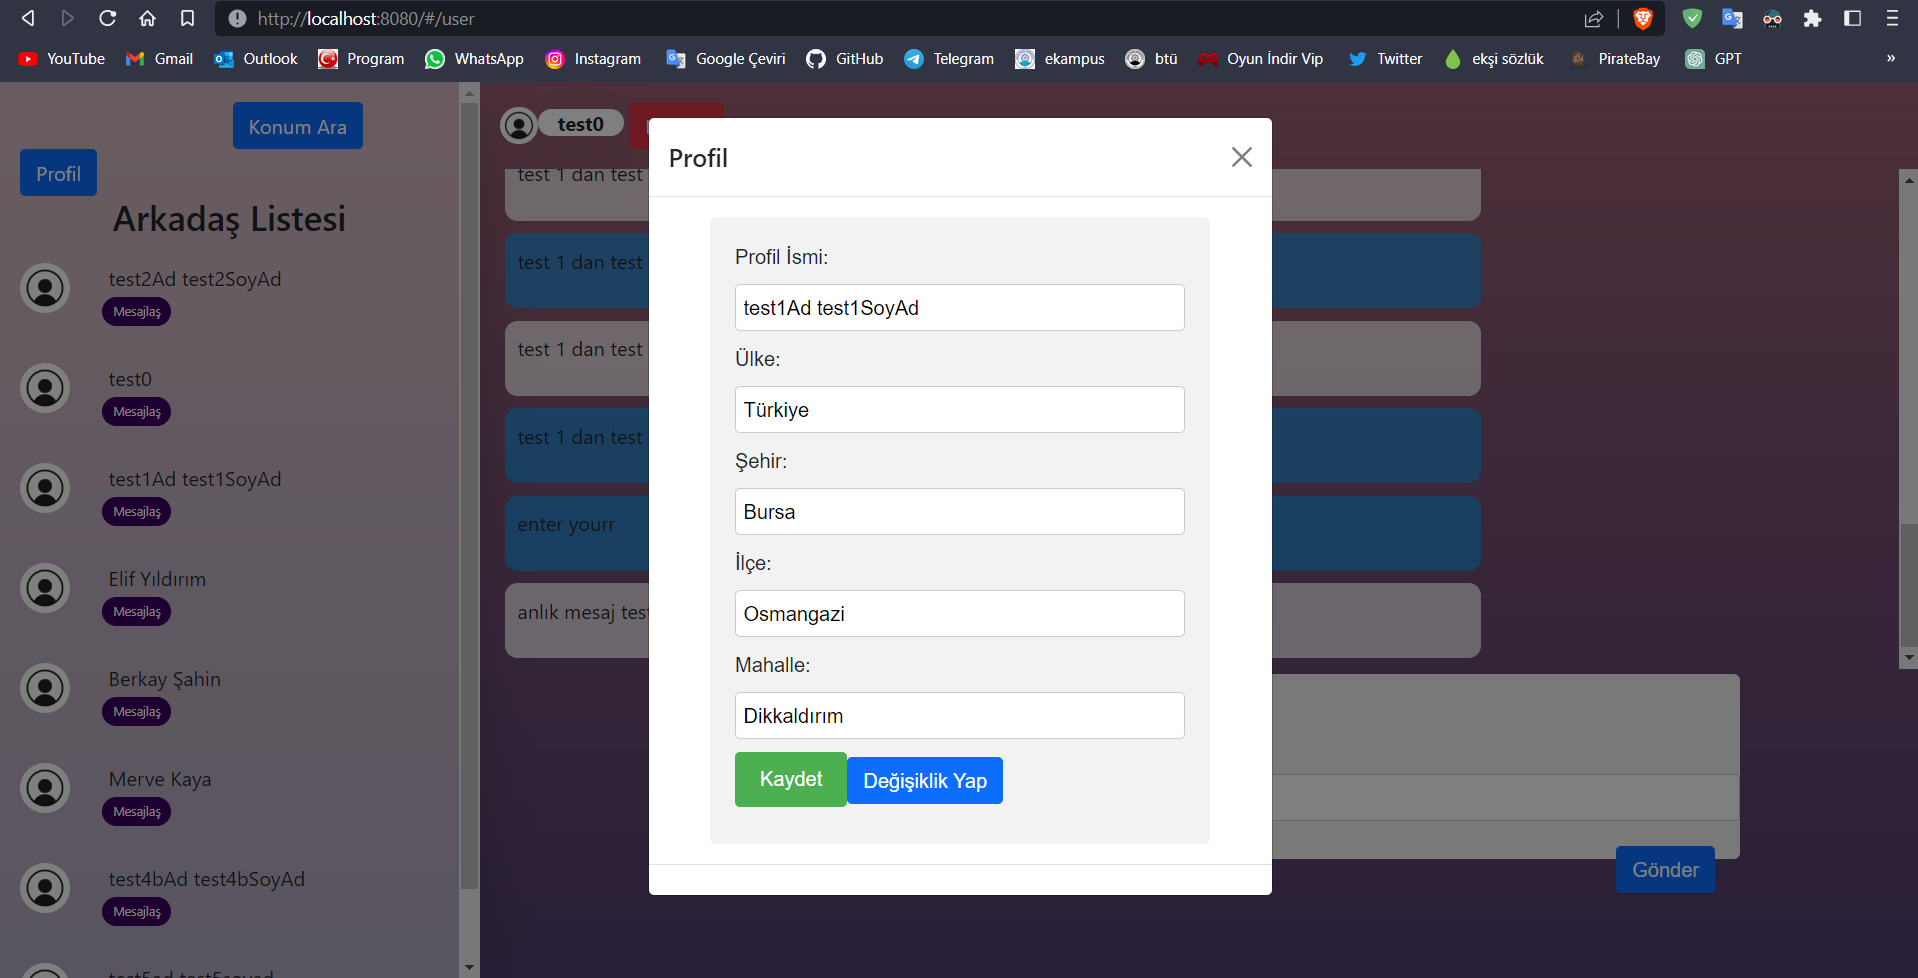 http://localhost:8080/#/user
YouTube Gmail Outlook Program WhatsApp Instagram Google Çeviri GitHub Telegram ekampus btü Oyun İndir Vip Twitter ekşi sözlük PirateBay GPT »
Konum Ara
Profil
Arkadaş Listesi
test2Ad test2SoyAd
Mesajlaş
test0
Mesajlaş
test1Ad test1SoyAd
Mesajlaş
Elif Yıldırım
Mesajlaş
Berkay Şahin
Mesajlaş
Merve Kaya
Mesajlaş
test4bAd test4bSoyAd
Mesajlaş
test5ad test5soyad
test0
test 1 dan test
test 1 dan test
test 1 dan test
test 1 dan test
enter yourr
anlık mesaj test
Gönder
Profil
Profil İsmi:
test1Ad test1SoyAd
Ülke:
Türkiye
Şehir:
Bursa
İlçe:
Osmangazi
Mahalle:
Dikkaldırım
Kaydet Değişiklik Yap